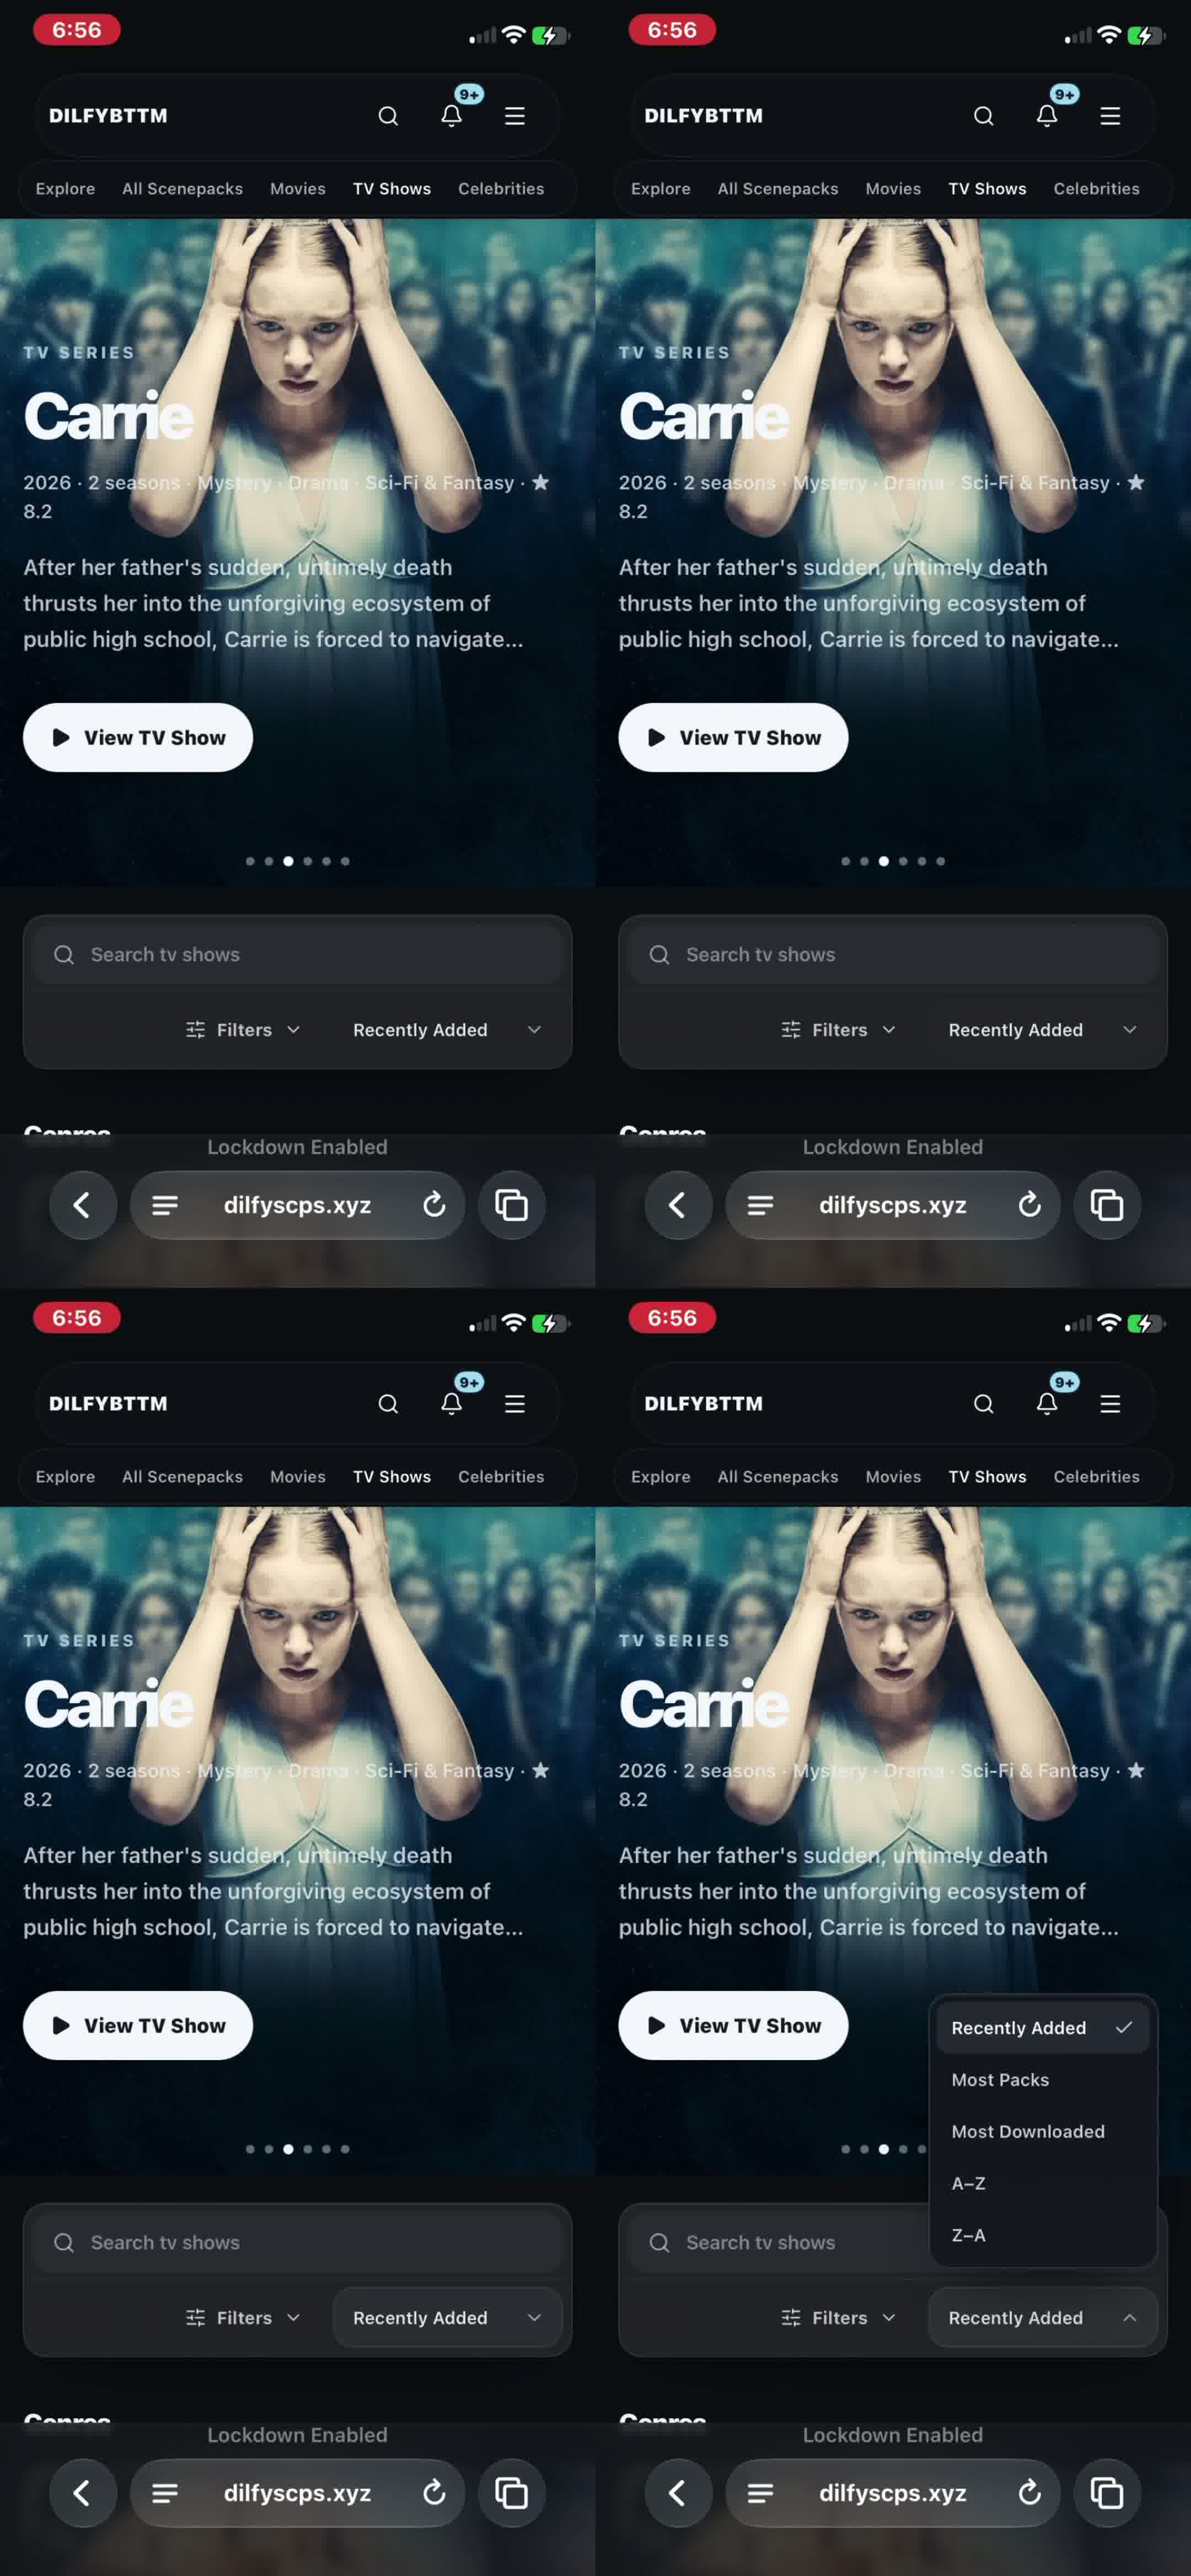 6:56
DILFYBTTM
9+
Explore All Scenepacks Movies TV Shows Celebrities
TV SERIES
Carrie
2026 · 2 seasons · Mystery · Drama · Sci-Fi & Fantasy · ★
8.2
After her father's sudden, untimely death
thrusts her into the unforgiving ecosystem of
public high school, Carrie is forced to navigate...
View TV Show
Search tv shows
Filters Recently Added
Genres
Lockdown Enabled
dilfyscps.xyz
6:56
DILFYBTTM
9+
Explore All Scenepacks Movies TV Shows Celebrities
TV SERIES
Carrie
2026 · 2 seasons · Mystery · Drama · Sci-Fi & Fantasy · ★
8.2
After her father's sudden, untimely death
thrusts her into the unforgiving ecosystem of
public high school, Carrie is forced to navigate...
View TV Show
Search tv shows
Filters Recently Added
Genres
Lockdown Enabled
dilfyscps.xyz
6:56
DILFYBTTM
9+
Explore All Scenepacks Movies TV Shows Celebrities
TV SERIES
Carrie
2026 · 2 seasons · Mystery · Drama · Sci-Fi & Fantasy · ★
8.2
After her father's sudden, untimely death
thrusts her into the unforgiving ecosystem of
public high school, Carrie is forced to navigate...
View TV Show
Search tv shows
Filters Recently Added
Genres
Lockdown Enabled
dilfyscps.xyz
6:56
DILFYBTTM
9+
Explore All Scenepacks Movies TV Shows Celebrities
TV SERIES
Carrie
2026 · 2 seasons · Mystery · Drama · Sci-Fi & Fantasy · ★
8.2
After her father's sudden, untimely death
thrusts her into the unforgiving ecosystem of
public high school, Carrie is forced to navigate...
View TV Show
Recently Added
Most Packs
Most Downloaded
A–Z
Z–A
Search tv shows
Filters Recently Added
Genres
Lockdown Enabled
dilfyscps.xyz